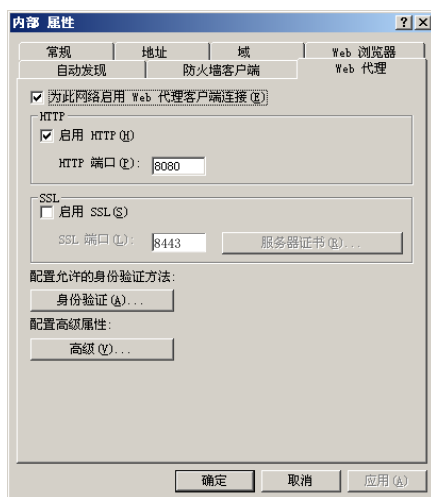 内部 属性
常规 地址 域 Web 浏览器
自动发现 防火墙客户端 Web 代理
为此网络启用 Web 代理客户端连接(E)
HTTP
启用 HTTP(H)
HTTP 端口(P): 8080
SSL
启用 SSL(S)
SSL 端口(L): 8443 服务器证书(R)...
配置允许的身份验证方法:
身份验证(A)...
配置高级属性:
高级(V)...
确定 取消 应用(A)